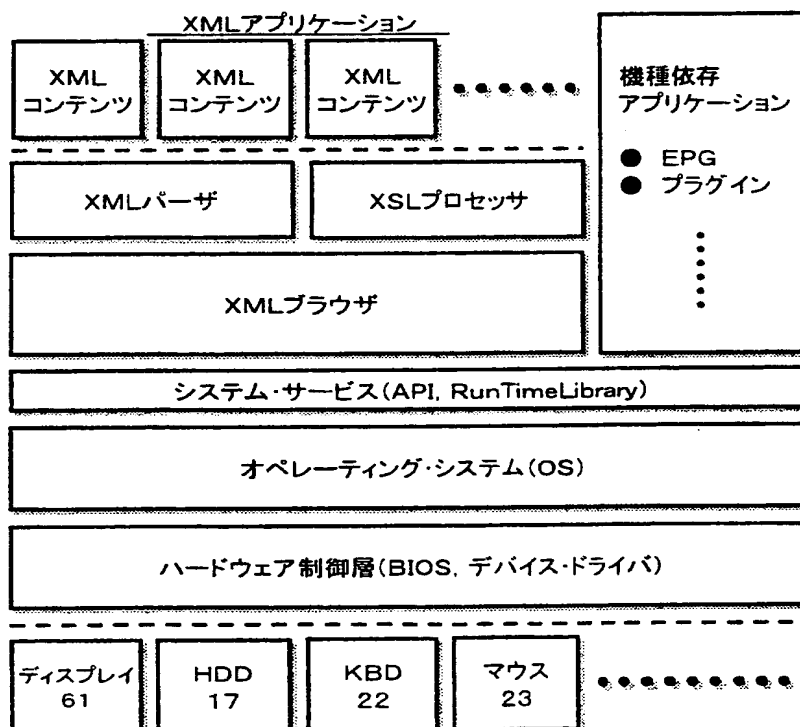 XMLアプリケーション
XML
コンテンツ
XML
コンテンツ
XML
コンテンツ
機種依存
アプリケーション
● EPG
● プラグイン
XMLパーザ
XSLプロセッサ
XMLブラウザ
システム・サービス(API, RunTimeLibrary)
オペレーティング・システム(OS)
ハードウェア制御層(BIOS, デバイス・ドライバ)
ディスプレイ
61
HDD
17
KBD
22
マウス
23